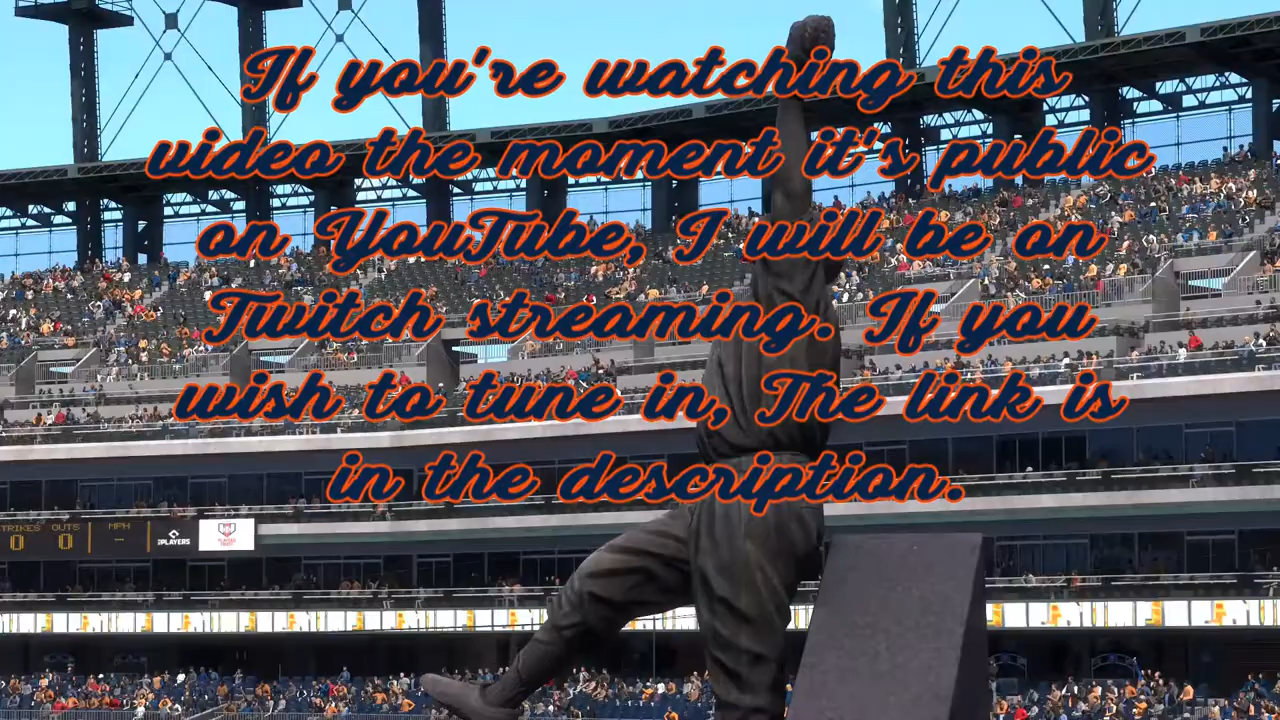 If you're watching this
video the moment it's public
on YouTube, I will be on
Twitch streaming. If you
wish to tune in, The link is
in the description.
TRIKES OUTS MPH
0 0 ---
PLAYERS